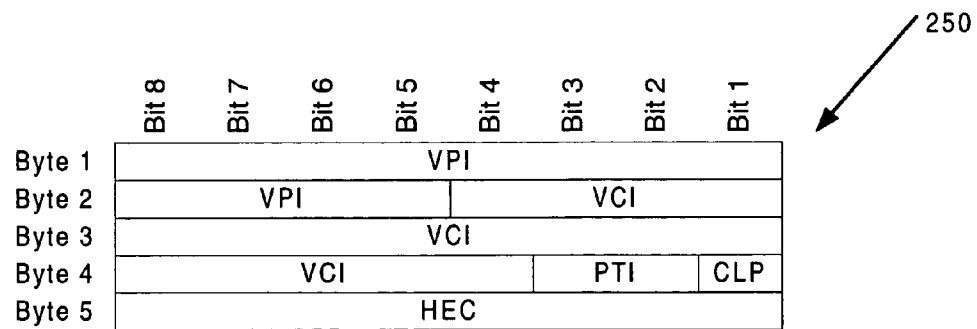 250
Bit 8 Bit 7 Bit 6 Bit 5 Bit 4 Bit 3 Bit 2 Bit 1
Byte 1 VPI
Byte 2 VPI VCI
Byte 3 VCI
Byte 4 VCI PTI CLP
Byte 5 HEC